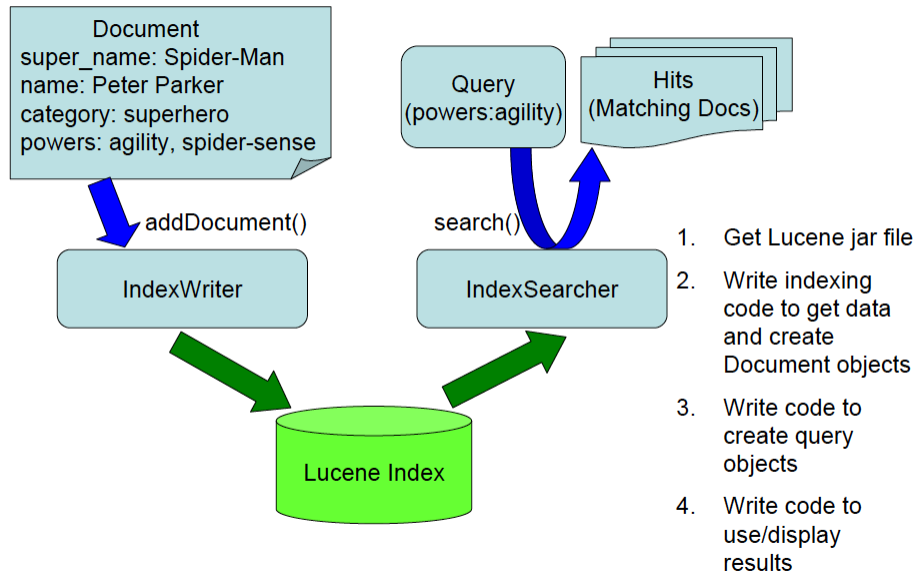 Document
super_name: Spider-Man
name: Peter Parker
category: superhero
powers: agility, spider-sense
addDocument()
IndexWriter
Lucene Index
Query
(powers:agility)
Hits
(Matching Docs)
search()
IndexSearcher
1. Get Lucene jar file
2. Write indexing
code to get data
and create
Document objects
3. Write code to
create query
objects
4. Write code to
use/display
results